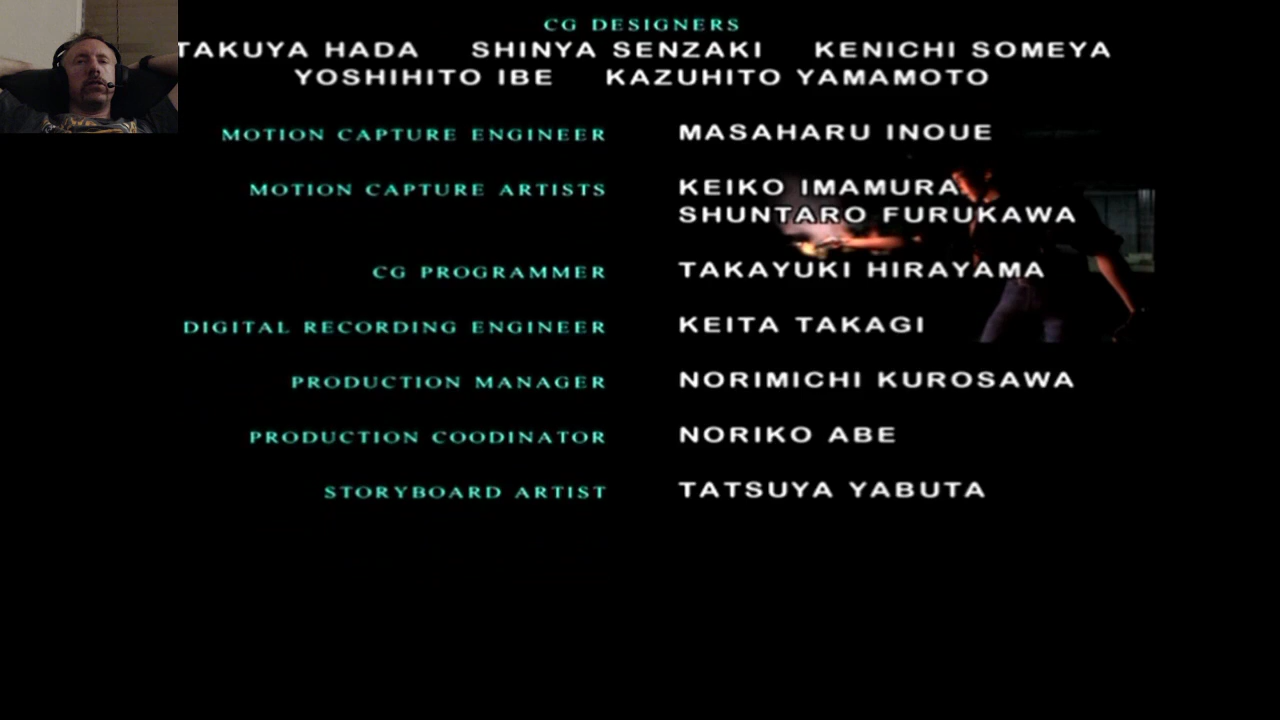 CG DESIGNERS
TAKUYA HADA SHINYA SENZAKI KENICHI SOMEYA
YOSHIHITO IBE KAZUHITO YAMAMOTO
MOTION CAPTURE ENGINEER MASAHARU INOUE
MOTION CAPTURE ARTISTS KEIKO IMAMURA
SHUNTARO FURUKAWA
CG PROGRAMMER TAKAYUKI HIRAYAMA
DIGITAL RECORDING ENGINEER KEITA TAKAGI
PRODUCTION MANAGER NORIMICHI KUROSAWA
PRODUCTION COODINATOR NORIKO ABE
STORYBOARD ARTIST TATSUYA YABUTA